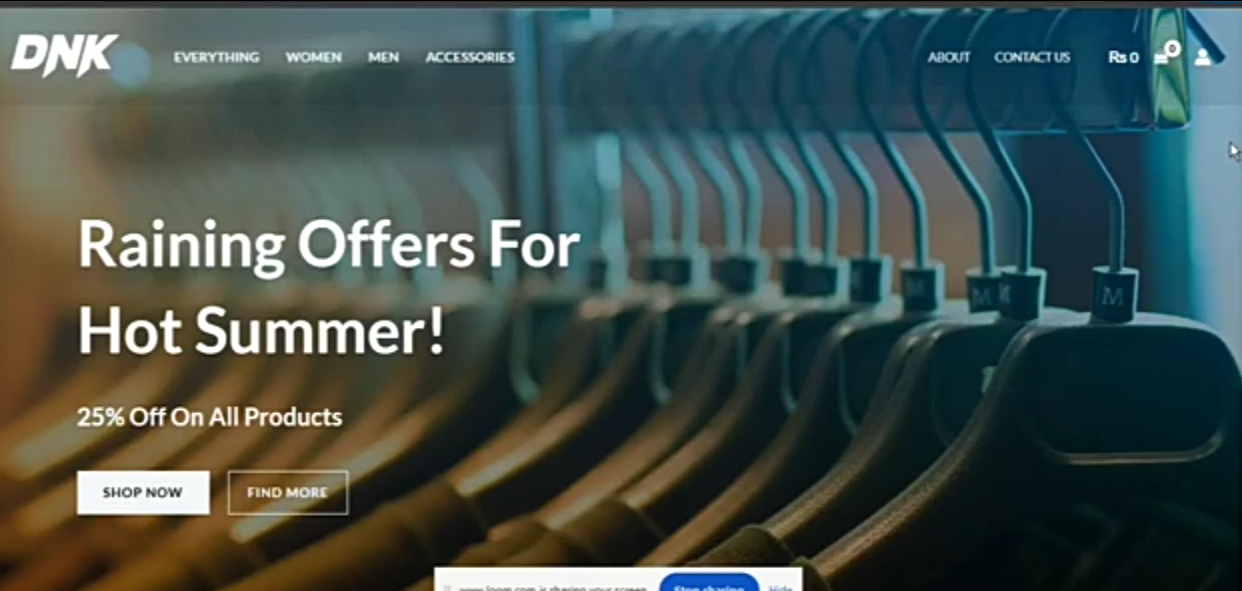 DNK EVERYTHING WOMEN MEN ACCESSORIES ABOUT CONTACT US Rs 0 0
Raining Offers For
Hot Summer!
25% Off On All Products
SHOP NOW FIND MORE
M M M
loom.com is sharing your screen Stop sharing Hide